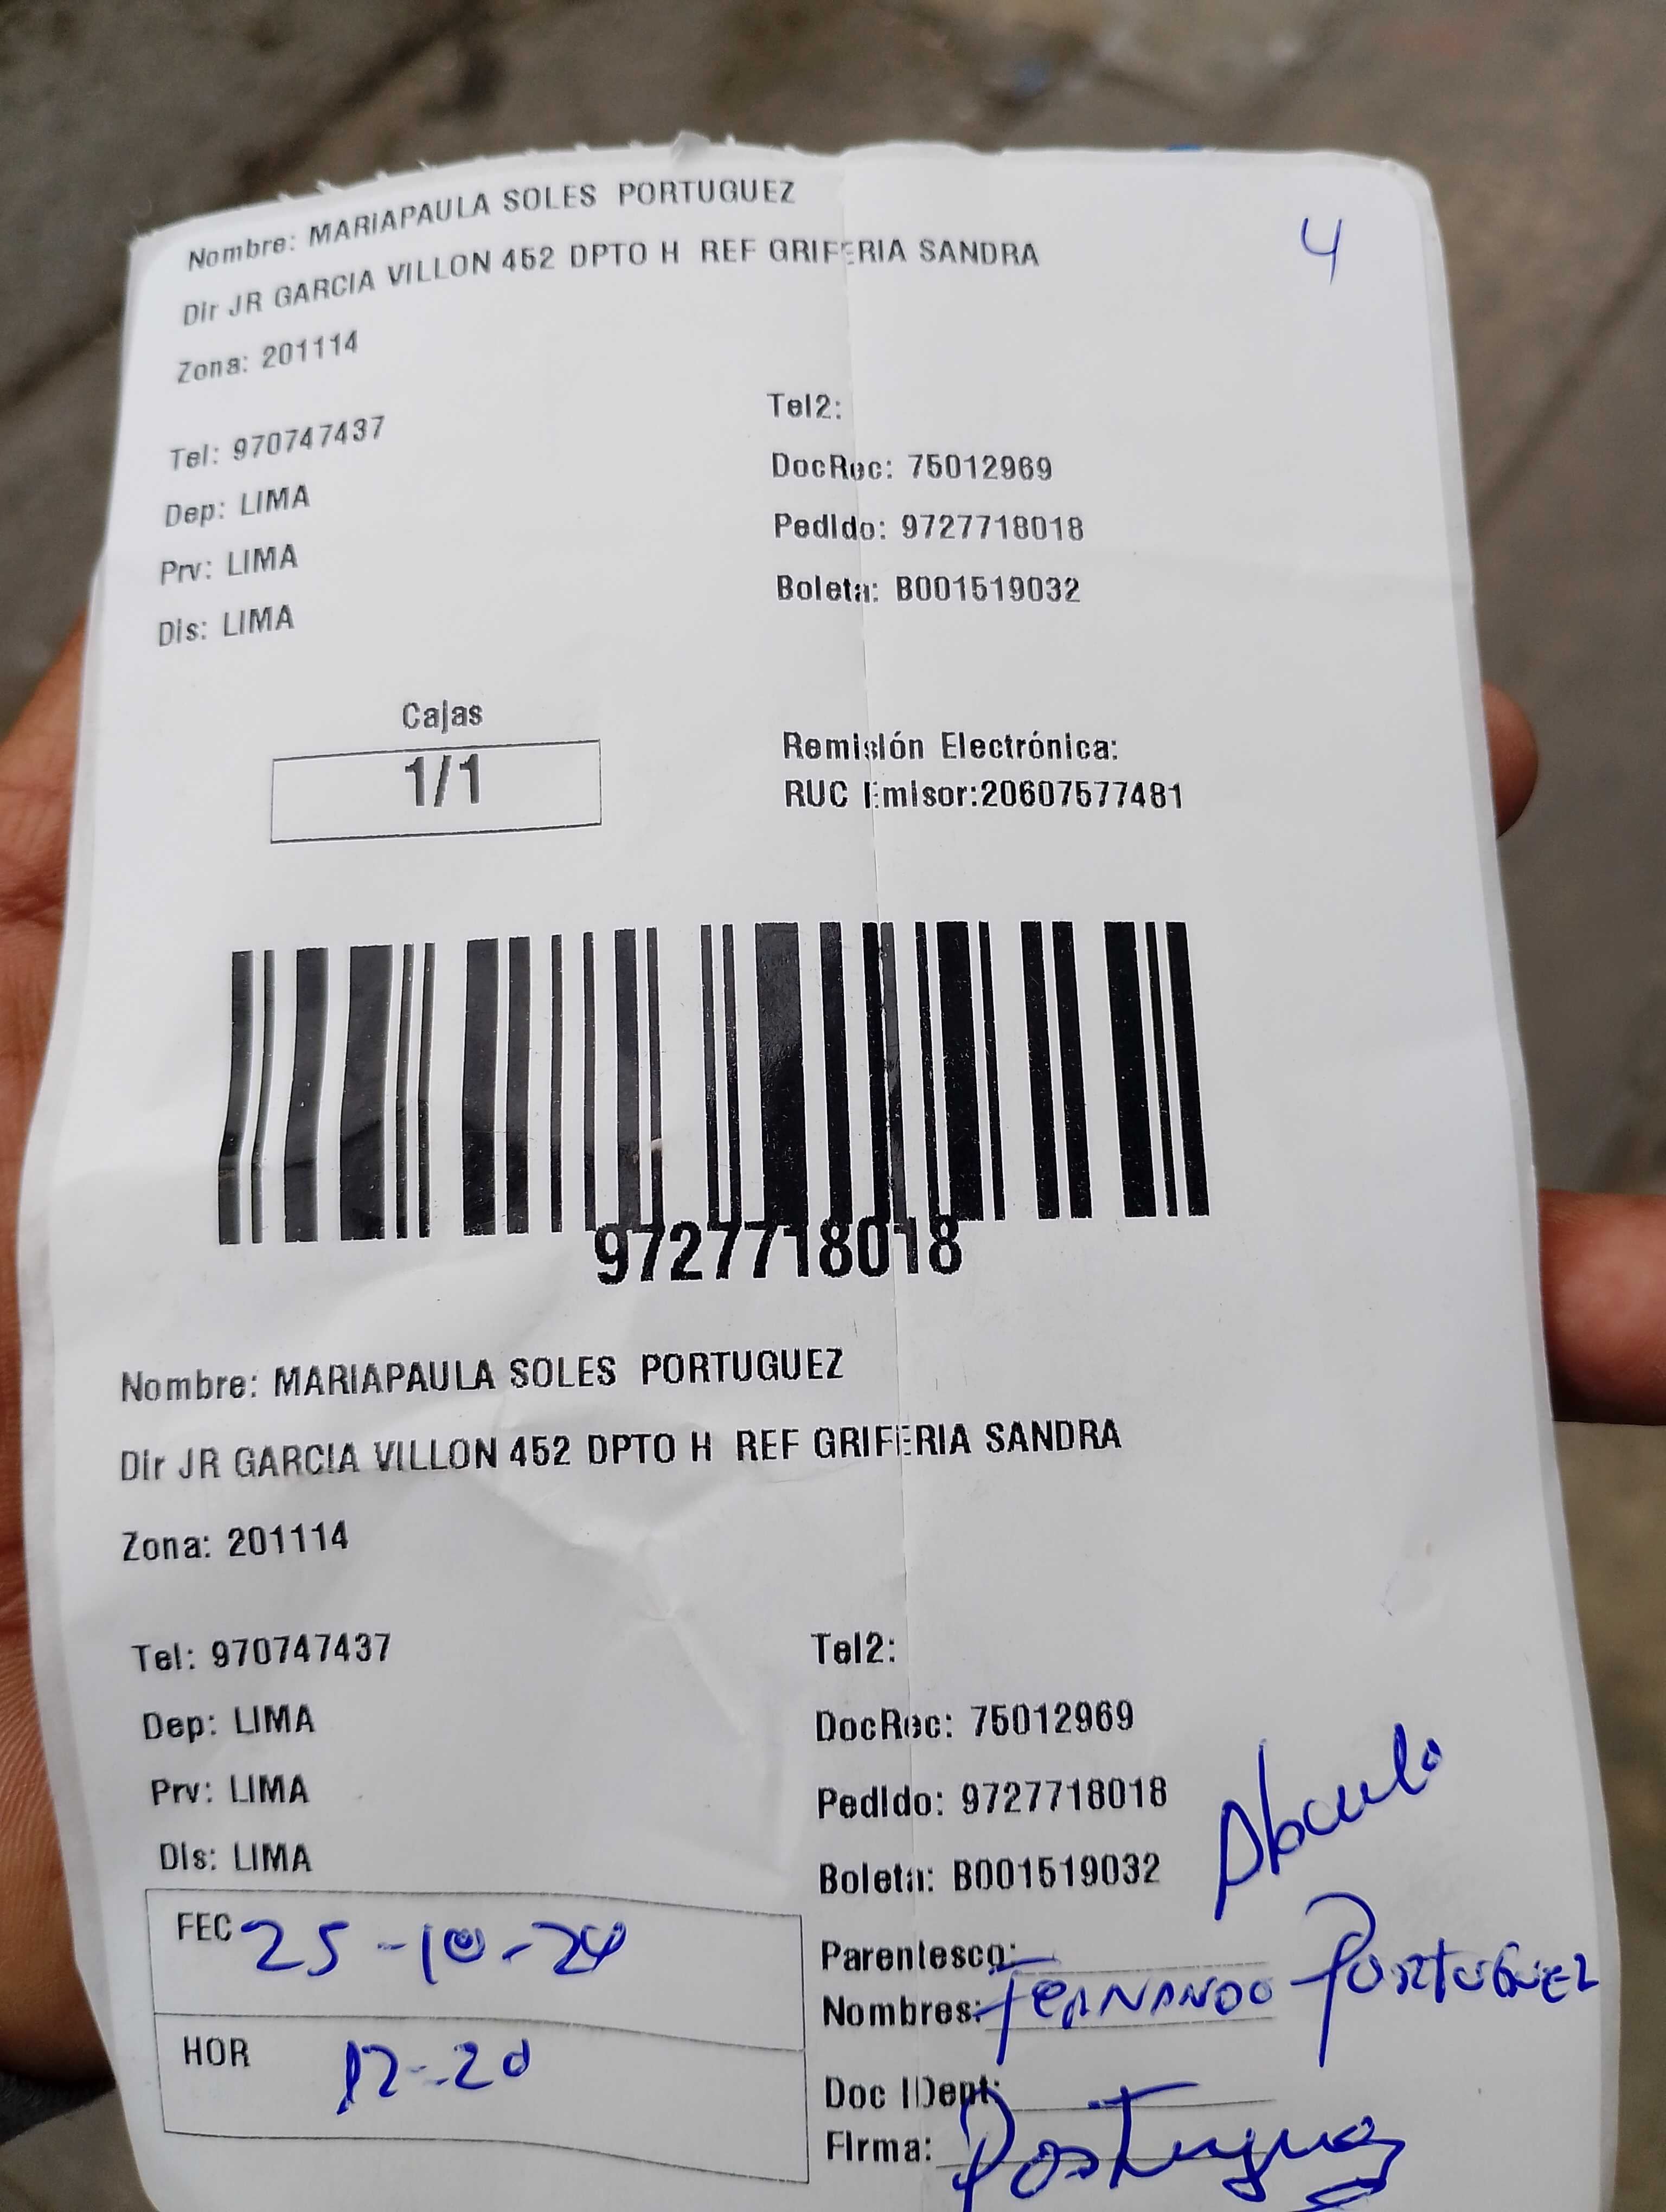 Nombre: MARIAPAULA SOLES PORTUGUEZ
4
Dir JR GARCIA VILLON 452 DPTO H REF GRIFERIA SANDRA
Zona: 201114
Tel2:
Tel: 970747437
DocRec: 75012969
Dep: LIMA
Pedido: 9727718018
Prv: LIMA
Boleta: B001519032
Dis: LIMA
Cajas
1/1
Remisión Electrónica:
RUC Emisor:20607577481
9727718018
Nombre: MARIAPAULA SOLES PORTUGUEZ
Dir JR GARCIA VILLON 452 DPTO H REF GRIFERIA SANDRA
Zona: 201114
Tel: 970747437
Tel2:
Dep: LIMA
DocRec: 75012969
Prv: LIMA
Pedido: 9727718018
Dis: LIMA
Boleta: B001519032
Abuelo
FEC 25-10-24
Parentesco:
Nombres: FERNANDO PORTUGUEZ
HOR 12-20
Doc IDent:
Firma: Portuguez